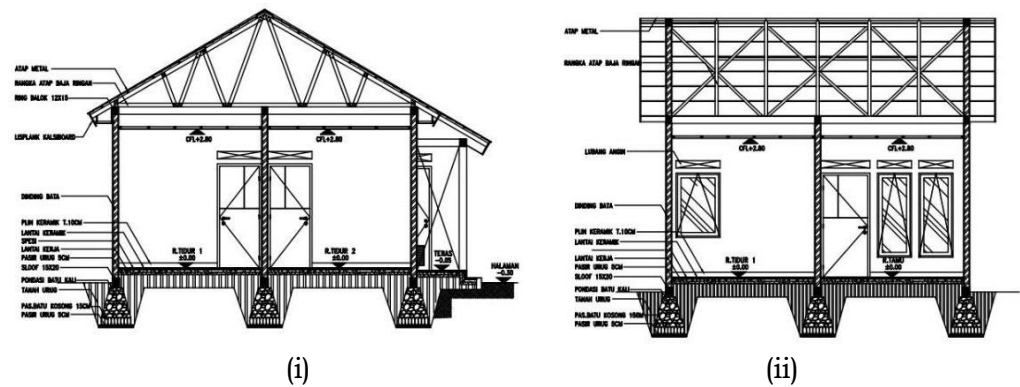 ATAP METAL
RANGKA ATAP BAJA RINGAN
RING BALOK 12X15
LISPLANK KALSIBOARD
CFL+2.80
CFL+2.80
DINDING BATA
PLIN KERAMIK T.10CM
LANTAI KERAMIK
SPESI
LANTAI KERJA
PASIR URUG 5CM
SLOOF 15X20
PONDASI BATU KALI
TANAH URUG
PAS.BATU KOSONG 15CM
PASIR URUG 5CM
R.TIDUR 1
±0.00
R.TIDUR 2
±0.00
TERAS
-0.05
HALAMAN
(i)
ATAP METAL
RANGKA ATAP BAJA RINGAN
CFL+2.80
CFL+2.80
LUBANG ANGIN
DINDING BATA
PLIN KERAMIK T.10CM
LANTAI KERAMIK
LANTAI KERJA
PASIR URUG 5CM
SLOOF 15X20
PONDASI BATU KALI
TANAH URUG
PAS.BATU KOSONG 15CM
PASIR URUG 5CM
R.TIDUR 1
±0.00
R.TAMU
±0.00
(ii)